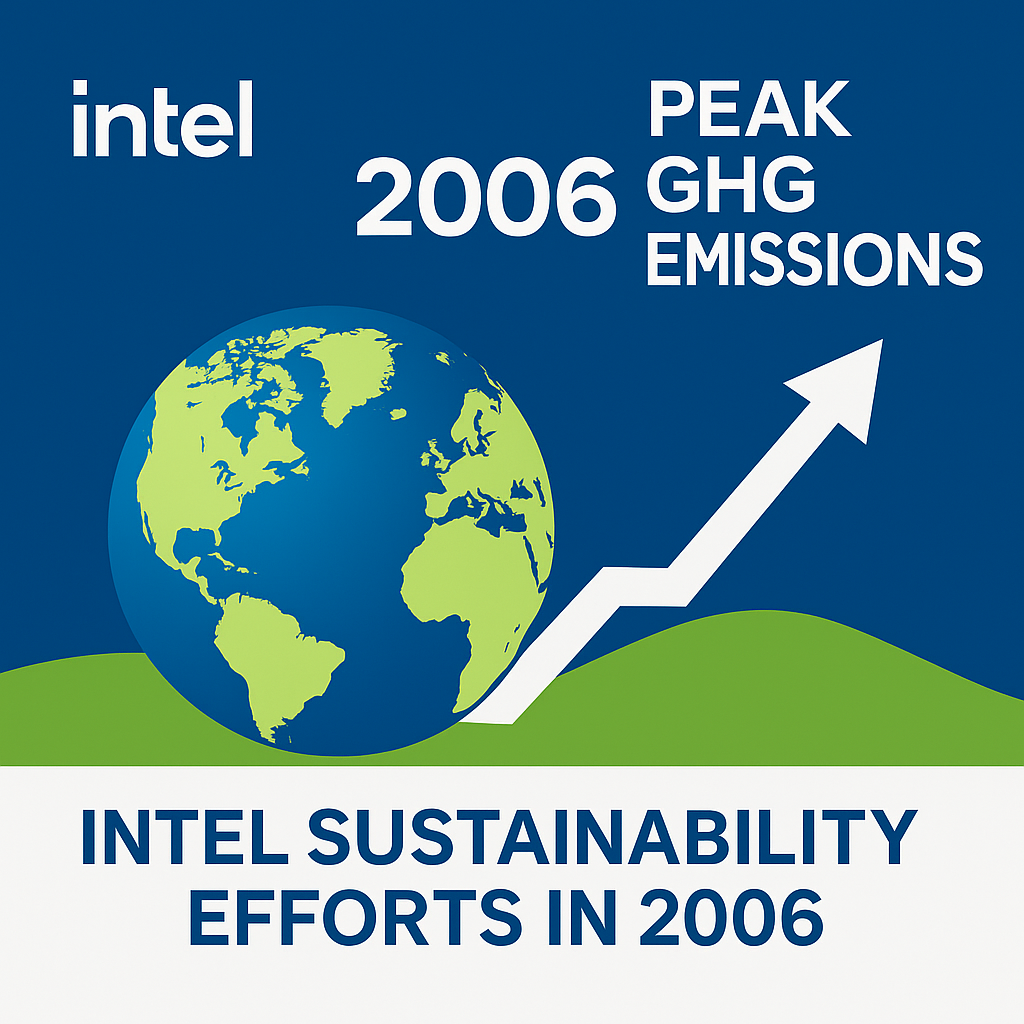 intel
2006
PEAK
GHG
EMISSIONS
INTEL SUSTAINABILITY
EFFORTS IN 2006